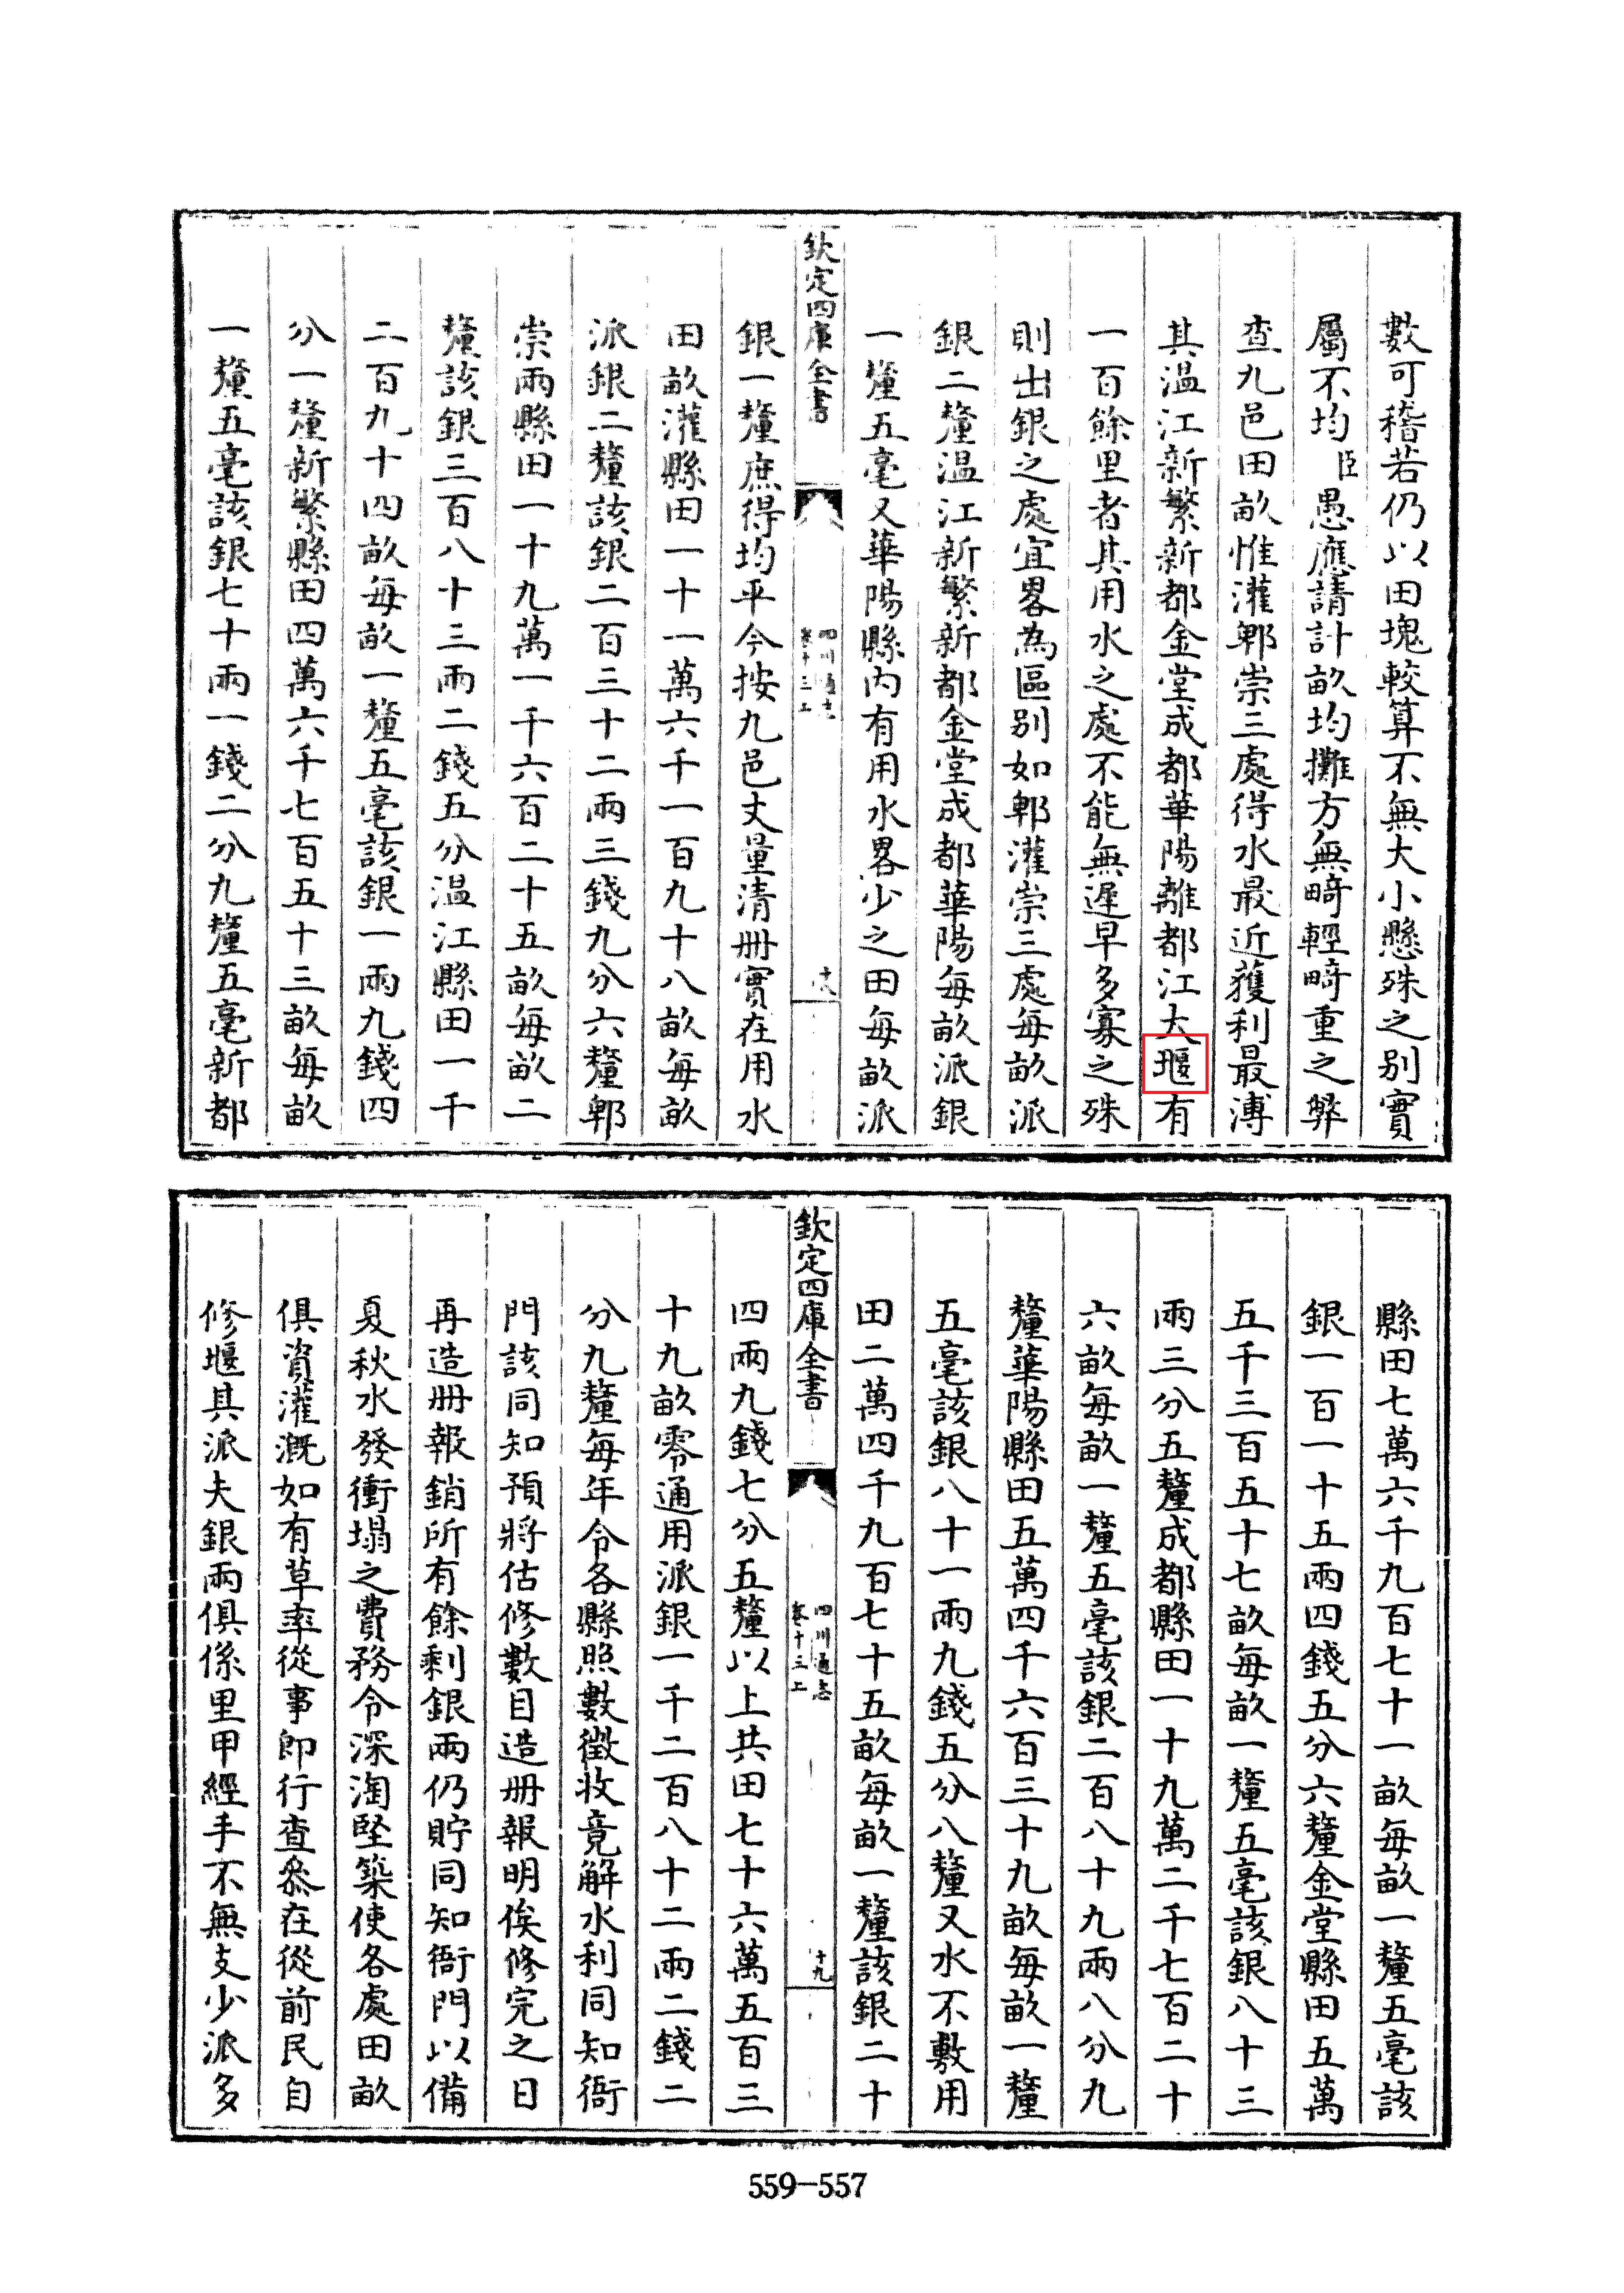 數可稽若仍以田塊較算不無大小懸殊之别實
屬不均臣愚應請計畝均攤方無畸輕畸重之弊
查九邑田畝惟灌郫崇三處得水最近獲利最溥
其温江新繁新都金堂成都華陽離都江大堰有
一百餘里者其用水之處不能無遲早多寡之殊
則出銀之處宜畧為區别如郫灌崇三處每畝派
銀二釐温江新繁新都金堂成都華陽每畝派銀
一釐五毫又華陽縣内有用水畧少之田每畝派
欽定四庫全書
四川通志
卷十三上
十八
銀一釐庶得均平今按九邑丈量清册實在用水
田畝灌縣田一十一萬六千一百九十八畝每畝
派銀二釐該銀二百三十二兩三錢九分六釐郫
崇兩縣田一十九萬一千六百二十五畝每畝二
釐該銀三百八十三兩二錢五分温江縣田一千
二百九十四畝每畝一釐五毫該銀一兩九錢四
分一釐新繁縣田四萬六千七百五十三畝每畝
一釐五毫該銀七十兩一錢二分九釐五毫新都
縣田七萬六千九百七十一畝每畝一釐五毫該
銀一百一十五兩四錢五分六釐金堂縣田五萬
五千三百五十七畝每畝一釐五毫該銀八十三
兩三分五釐成都縣田一十九萬二千七百二十
六畝每畝一釐五毫該銀二百八十九兩八分九
釐華陽縣田五萬四千六百三十九畝每畝一釐
五毫該銀八十一兩九錢五分八釐又水不敷用
田二萬四千九百七十五畝每畝一釐該銀二十
欽定四庫全書
四川通志
卷十三上
十九
四兩九錢七分五釐以上共田七十六萬五百三
十九畝零通用派銀一千二百八十二兩二錢二
分九釐每年令各縣照數徵收竟解水利同知衙
門該同知預將估修數目造册報明俟修完之日
再造册報銷所有餘剩銀兩仍貯同知衙門以備
夏秋水發衝塌之費務令深淘堅築使各處田畝
俱資灌溉如有草率從事即行查叅在從前民自
修堰其派夫銀兩俱係里甲經手不無支少派多
559-557